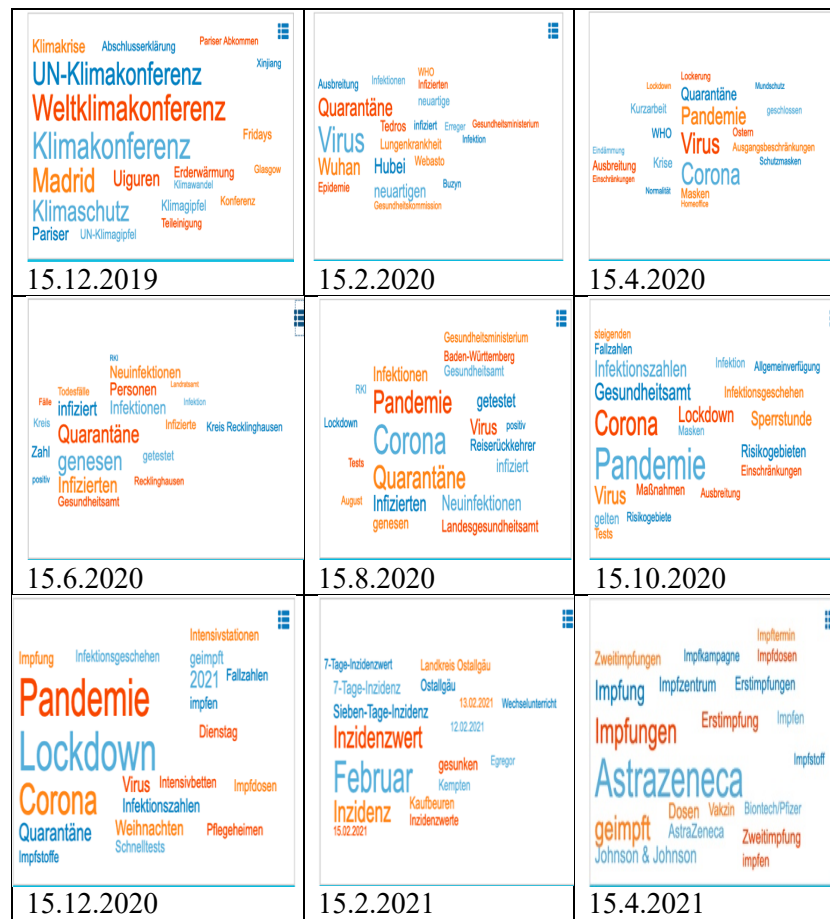 Klimakrise Abschlusserklärung Pariser Abkommen
Xinjiang
UN-Klimakonferenz
Weltklimakonferenz
Klimakonferenz Fridays
Madrid Uiguren Erderwärmung Glasgow
Klimawandel
Klimaschutz Klimagipfel Konferenz
Telleinigung
Pariser UN-Klimagipfel
15.12.2019
WHO
Ausbreitung Infektionen Infizierten
Quarantäne neuartige
Tedros infiziert Erreger Gesundheitsministerium
Virus Lungenkrankheit Infektion
Wuhan Hubei Webasto
Epidemie neuartigen Buzyn
Gesundheitskommission
15.2.2020
Lockdown Lockerung
Quarantäne Mundschutz
Kurzarbeit Pandemie geschlossen
WHO Virus Ostern
Eindämmung Ausgangsbeschränkungen
Ausbreitung Krise Corona Schutzmasken
Einschränkungen
Normalität Masken
Homeoffice
15.4.2020
RKI
Neuinfektionen
Todesfälle Personen Landratsamt
Fälle infiziert Infektionen Infektion
Kreis Quarantäne Infizierte Kreis Recklinghausen
Zahl genesen getestet
positiv Infizierten Recklinghausen
Gesundheitsamt
15.6.2020
Gesundheitsministerium
Baden-Württemberg
Infektionen Gesundheitsamt
RKI Pandemie getestet
Lockdown Corona Virus positiv
Reiserückkehrer
Tests Quarantäne infiziert
August Infizierten Neuinfektionen
genesen Landesgesundheitsamt
15.8.2020
steigenden
Fallzahlen
Infektionszahlen Infektion Allgemeinverfügung
Gesundheitsamt Infektionsgeschehen
Corona Lockdown Sperrstunde
Masken
Pandemie Risikogebieten
Einschränkungen
Virus Maßnahmen Ausbreitung
gelten Risikogebiete
Tests
15.10.2020
Intensivstationen
Impfung Infektionsgeschehen geimpft
2021 Fallzahlen
Pandemie impfen
Dienstag
Lockdown
Corona Virus Intensivbetten Impfdosen
Infektionszahlen
Quarantäne Weihnachten Pflegeheimen
Impfstoffe Schnelltests
15.12.2020
7-Tage-Inzidenzwert Landkreis Ostallgäu
7-Tage-Inzidenz Ostallgäu
Sieben-Tage-Inzidenz 13.02.2021 Wechselunterricht
Inzidenzwert 12.02.2021
gesunken Egregor
Februar Kempten
Inzidenz Kaufbeuren
15.02.2021 Inzidenzwerte
15.2.2021
Impftermin
Zweitimpfungen Impfkampagne Impfdosen
Impfung Impfzentrum Erstimpfungen
Impfungen Erstimpfung Impfen
Impfstoff
Astrazeneca
Dosen Vakzin Biontech/Pfizer
geimpft AstraZeneca Zweitimpfung
Johnson & Johnson impfen
15.4.2021